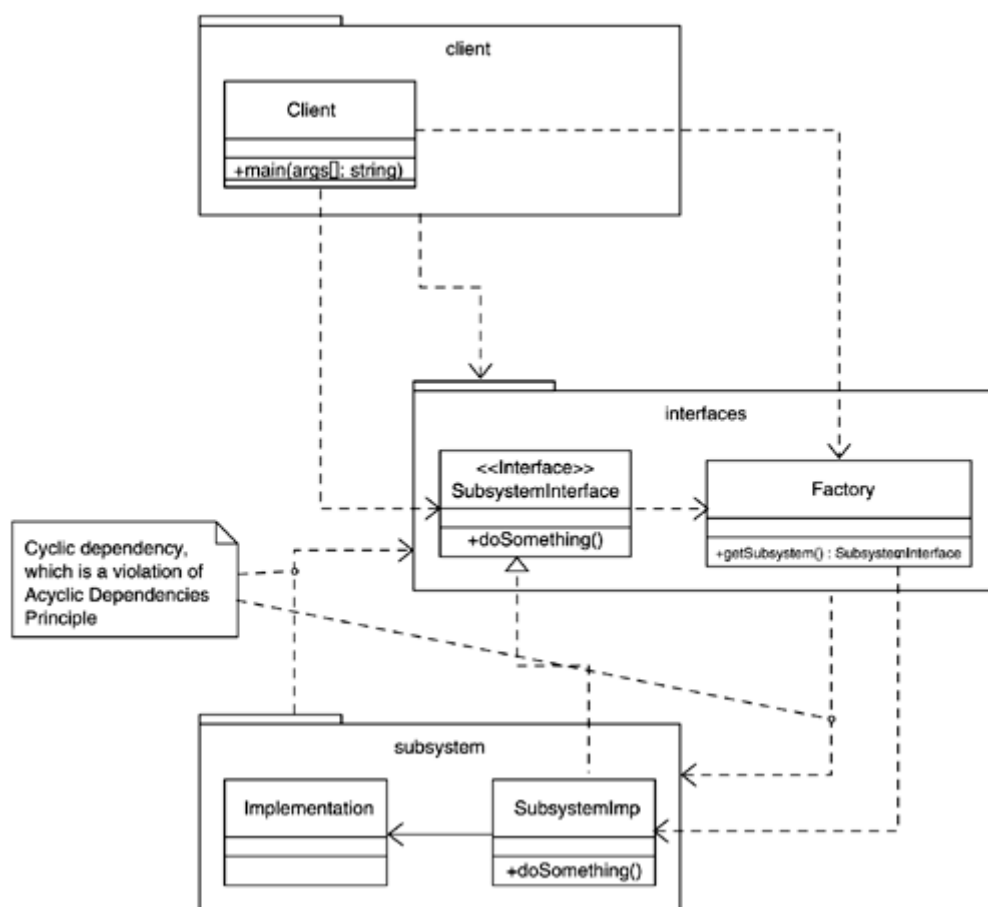 client
Client
+main(args[]: string)
interfaces
<<Interface>>
SubsystemInterface
+doSomething()
Factory
+getSubsystem() : SubsystemInterface
Cyclic dependency,
which is a violation of
Acyclic Dependencies
Principle
subsystem
Implementation
SubsystemImp
+doSomething()